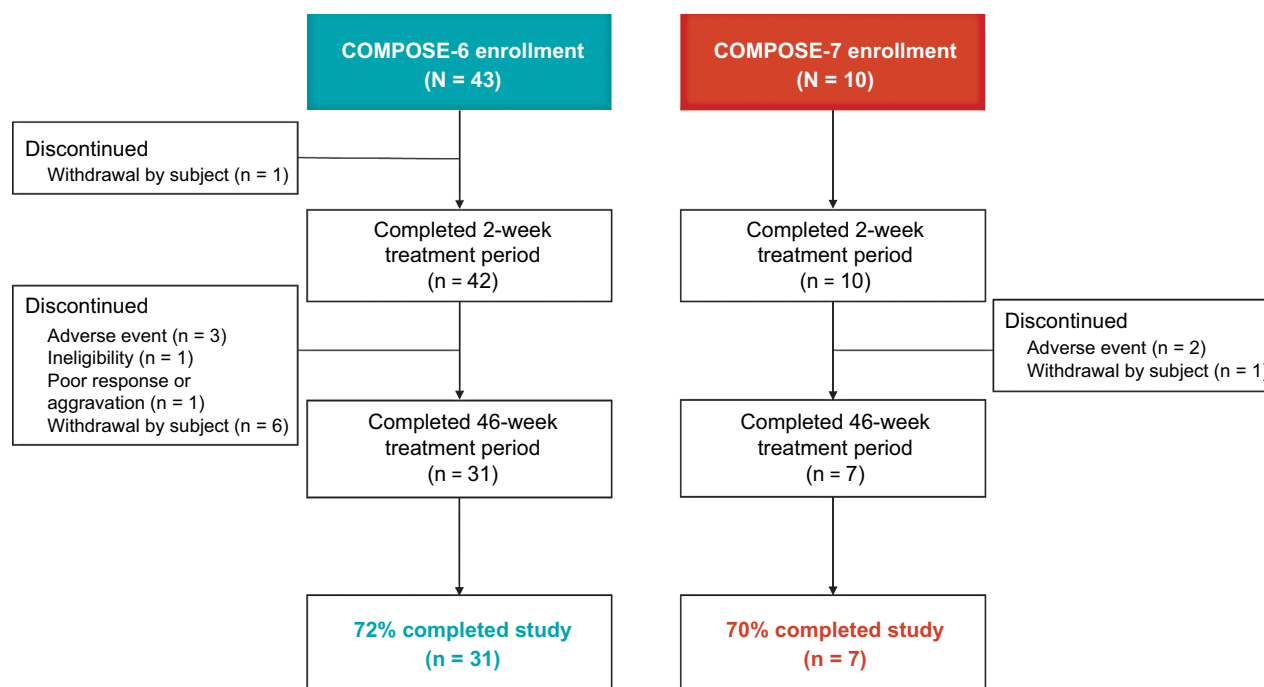 COMPOSE-6 enrollment
(N = 43)
Discontinued
Withdrawal by subject (n = 1)
Completed 2-week
treatment period
(n = 42)
Discontinued
Adverse event (n = 3)
Ineligibility (n = 1)
Poor response or
aggravation (n = 1)
Withdrawal by subject (n = 6)
Completed 46-week
treatment period
(n = 31)
72% completed study
(n = 31)
COMPOSE-7 enrollment
(N = 10)
Completed 2-week
treatment period
(n = 10)
Discontinued
Adverse event (n = 2)
Withdrawal by subject (n = 1)
Completed 46-week
treatment period
(n = 7)
70% completed study
(n = 7)